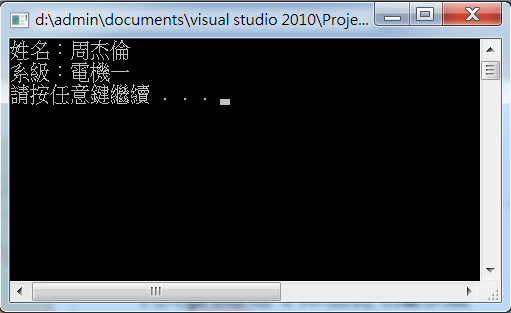 d:\admin\documents\visual studio 2010\Proje...
姓名：周杰倫
系級：電機一
請按任意鍵繼續 . . .